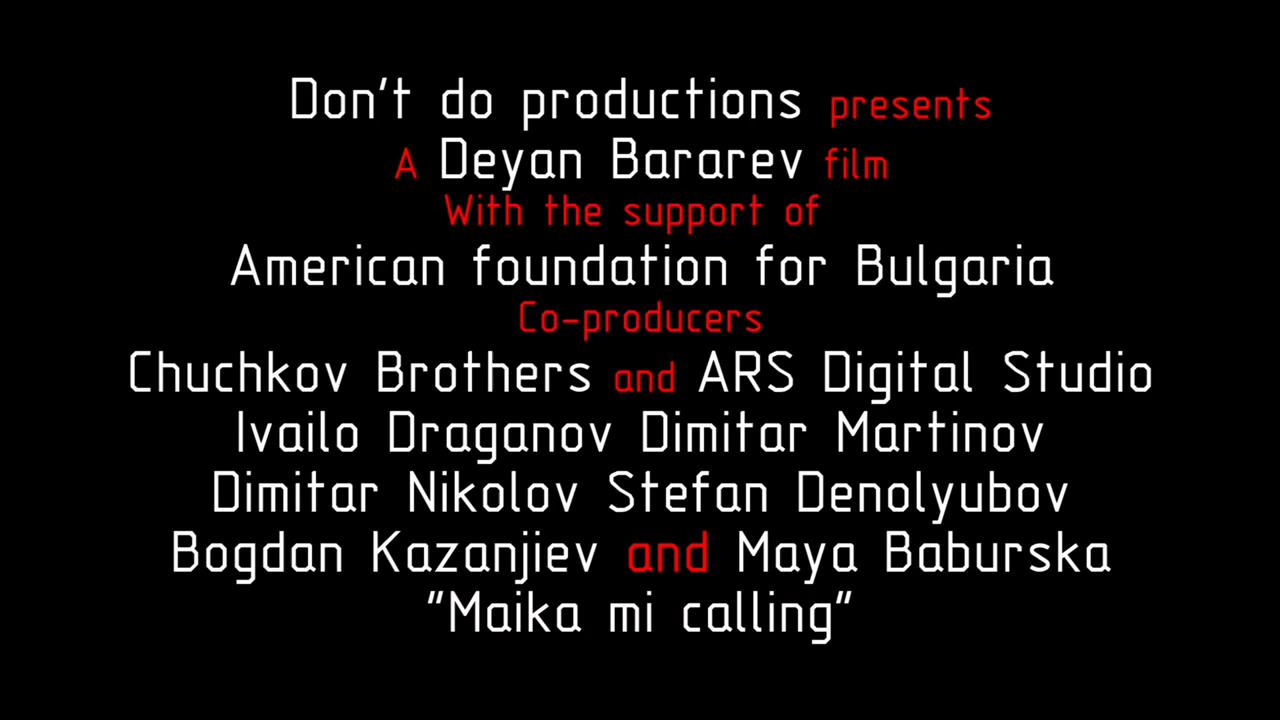 Don't do productions presents
A Deyan Bararev film
With the support of
American foundation for Bulgaria
Co-producers
Chuchkov Brothers and ARS Digital Studio
Ivailo Draganov Dimitar Martinov
Dimitar Nikolov Stefan Denolyubov
Bogdan Kazanjiev and Maya Baburska
"Maika mi calling"